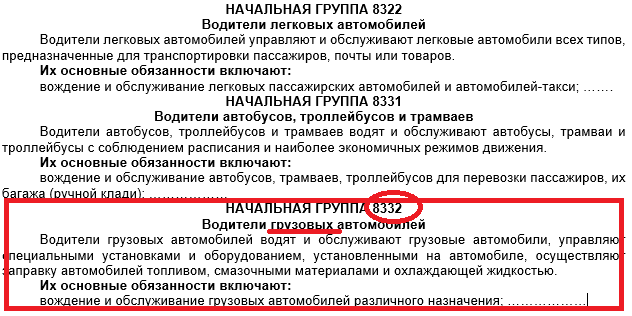 НАЧАЛЬНАЯ ГРУППА 8322
Водители легковых автомобилей
Водители легковых автомобилей управляют и обслуживают легковые автомобили всех типов,
предназначенные для транспортировки пассажиров, почты или товаров.
Их основные обязанности включают:
вождение и обслуживание легковых пассажирских автомобилей и автомобилей-такси; …….
НАЧАЛЬНАЯ ГРУППА 8331
Водители автобусов, троллейбусов и трамваев
Водители автобусов, троллейбусов и трамваев водят и обслуживают автобусы, трамваи и
троллейбусы с соблюдением расписания и наиболее экономичных режимов движения.
Их основные обязанности включают:
вождение и обслуживание автобусов, трамваев, троллейбусов для перевозки пассажиров, их
багажа (ручной клади); ………………
НАЧАЛЬНАЯ ГРУППА 8332
Водители грузовых автомобилей
Водители грузовых автомобилей водят и обслуживают грузовые автомобили, управляют
специальными установками и оборудованием, установленными на автомобиле, осуществляют
заправку автомобилей топливом, смазочными материалами и охлаждающей жидкостью.
Их основные обязанности включают:
вождение и обслуживание грузовых автомобилей различного назначения; ………………